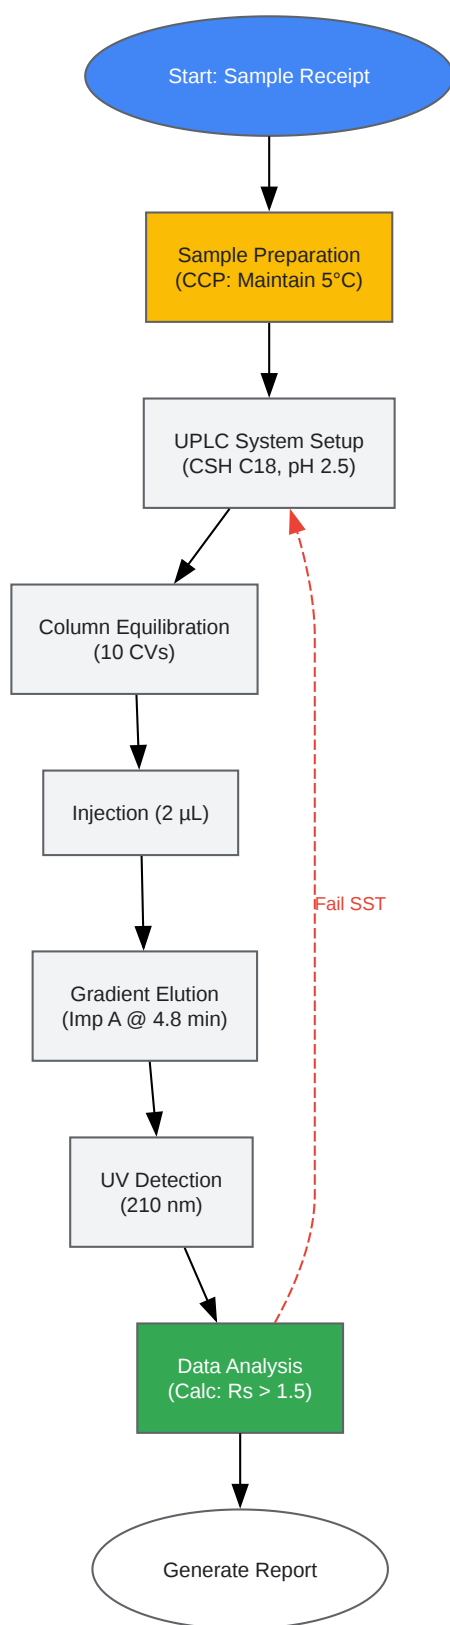 Start: Sample Receipt
Sample Preparation
(CCP: Maintain 5°C)
UPLC System Setup
(CSH C18, pH 2.5)
Column Equilibration
(10 CVs)
Injection (2 µL)
Fail SST
Gradient Elution
(Imp A @ 4.8 min)
UV Detection
(210 nm)
Data Analysis
(Calc: Rs > 1.5)
Generate Report